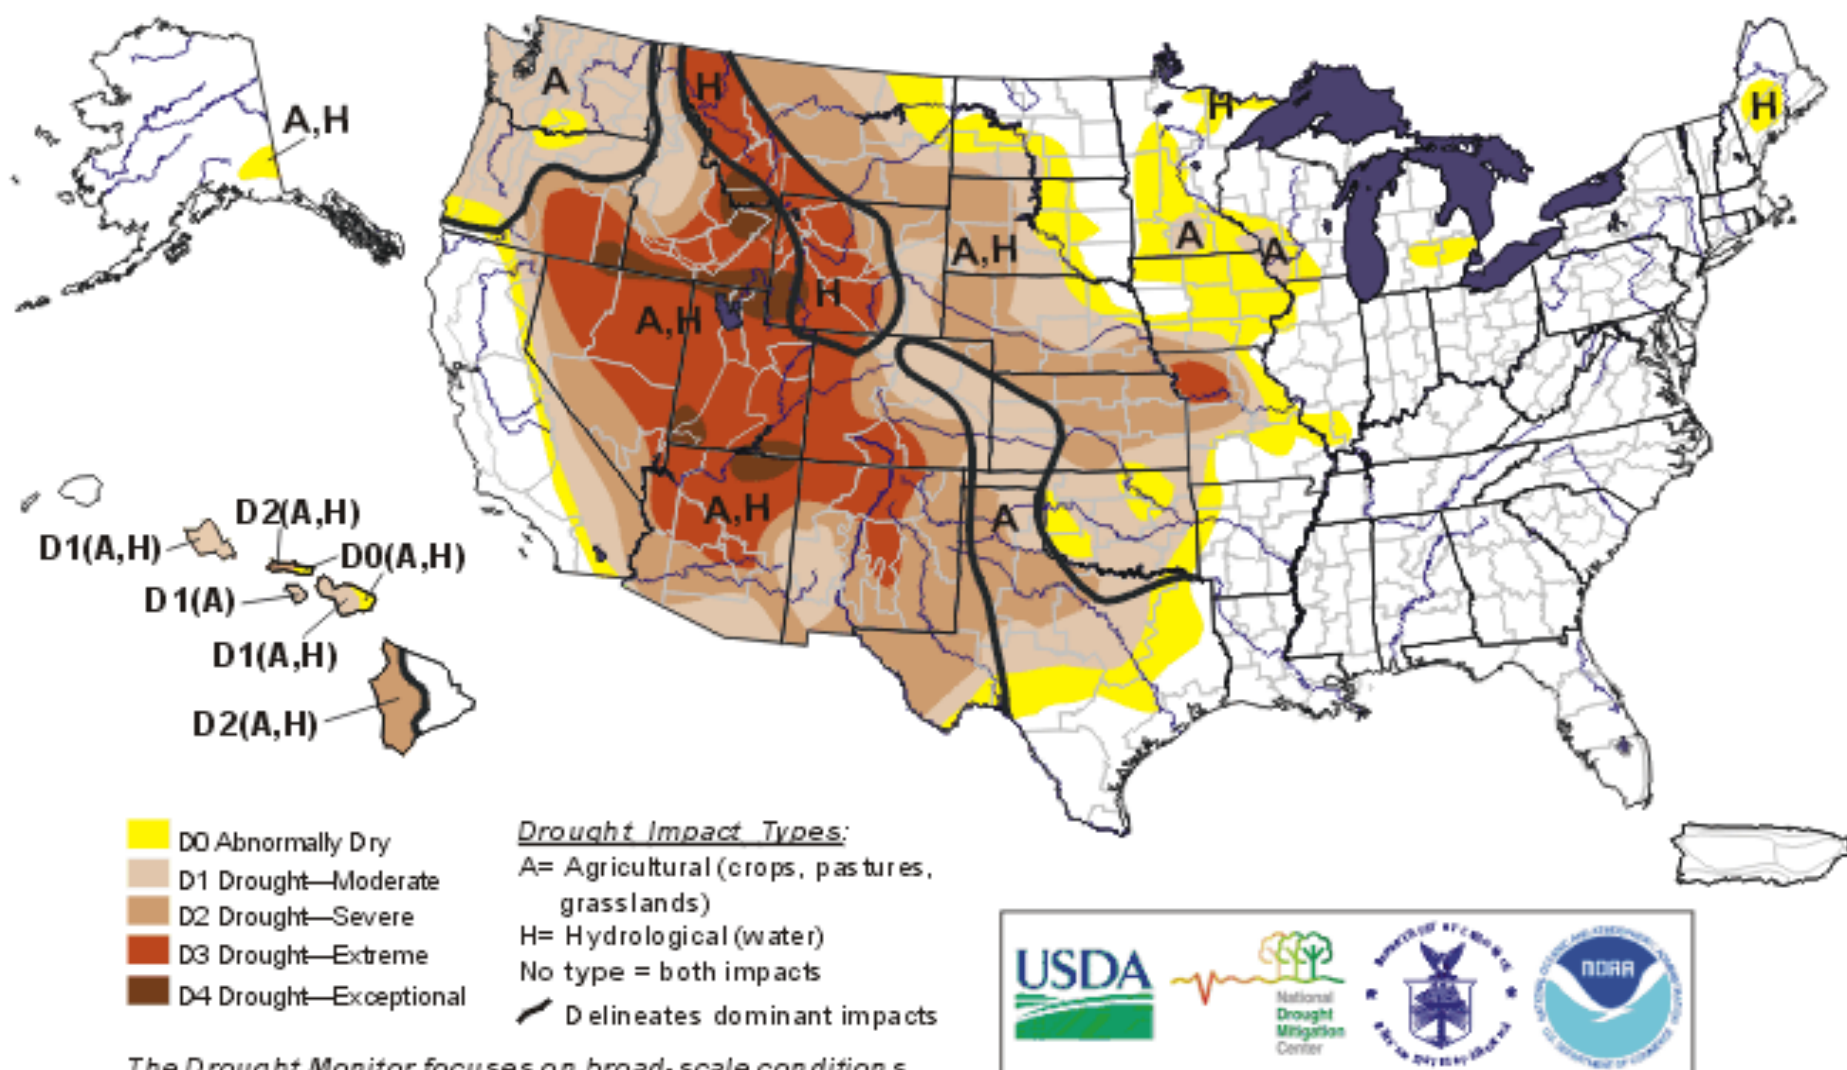 A
H
H
H
A,H
A,H
A
A
H
A,H
A,H
A
D2(A,H)
D1(A,H)
D0(A,H)
D1(A)
D1(A,H)
D2(A,H)
D0 Abnormally Dry
D1 Drought—Moderate
D2 Drought—Severe
D3 Drought—Extreme
D4 Drought—Exceptional
Drought Impact Types:
A= Agricultural (crops, pastures,
grasslands)
H= Hydrological (water)
No type = both impacts
Delineates dominant impacts
The Drought Monitor focuses on broad-scale conditions
USDA
National
Drought
Mitigation
Center
NOAA